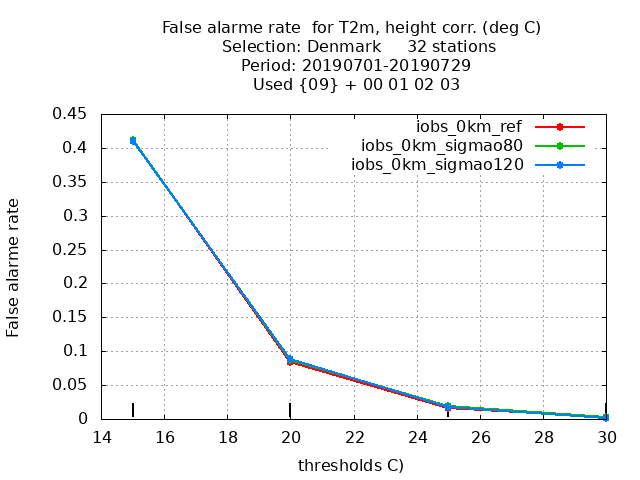 False alarme rate  for T2m, height corr. (deg C)
Selection: Denmark     32 stations
Period: 20190701-20190729
Used {09} + 00 01 02 03
iobs_0km_ref
iobs_0km_sigmao80
iobs_0km_sigmao120
False alarme rate
0.45
0.4
0.35
0.3
0.25
0.2
0.15
0.1
0.05
0
14 16 18 20 22 24 26 28 30
thresholds C)